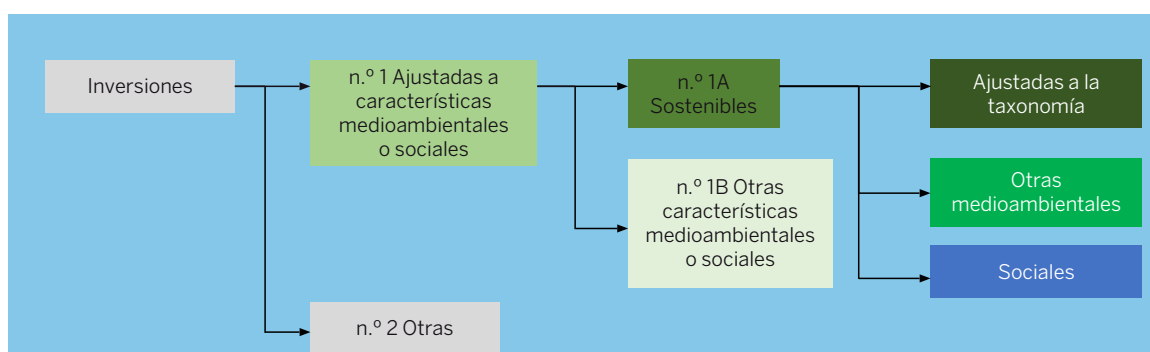 Inversiones
n.º 1 Ajustadas a
características
medioambientales
o sociales
n.º 1A
Sostenibles
Ajustadas a la
taxonomía
n.º 1B Otras
características
medioambientales
o sociales
Otras
medioambientales
Sociales
n.º 2 Otras